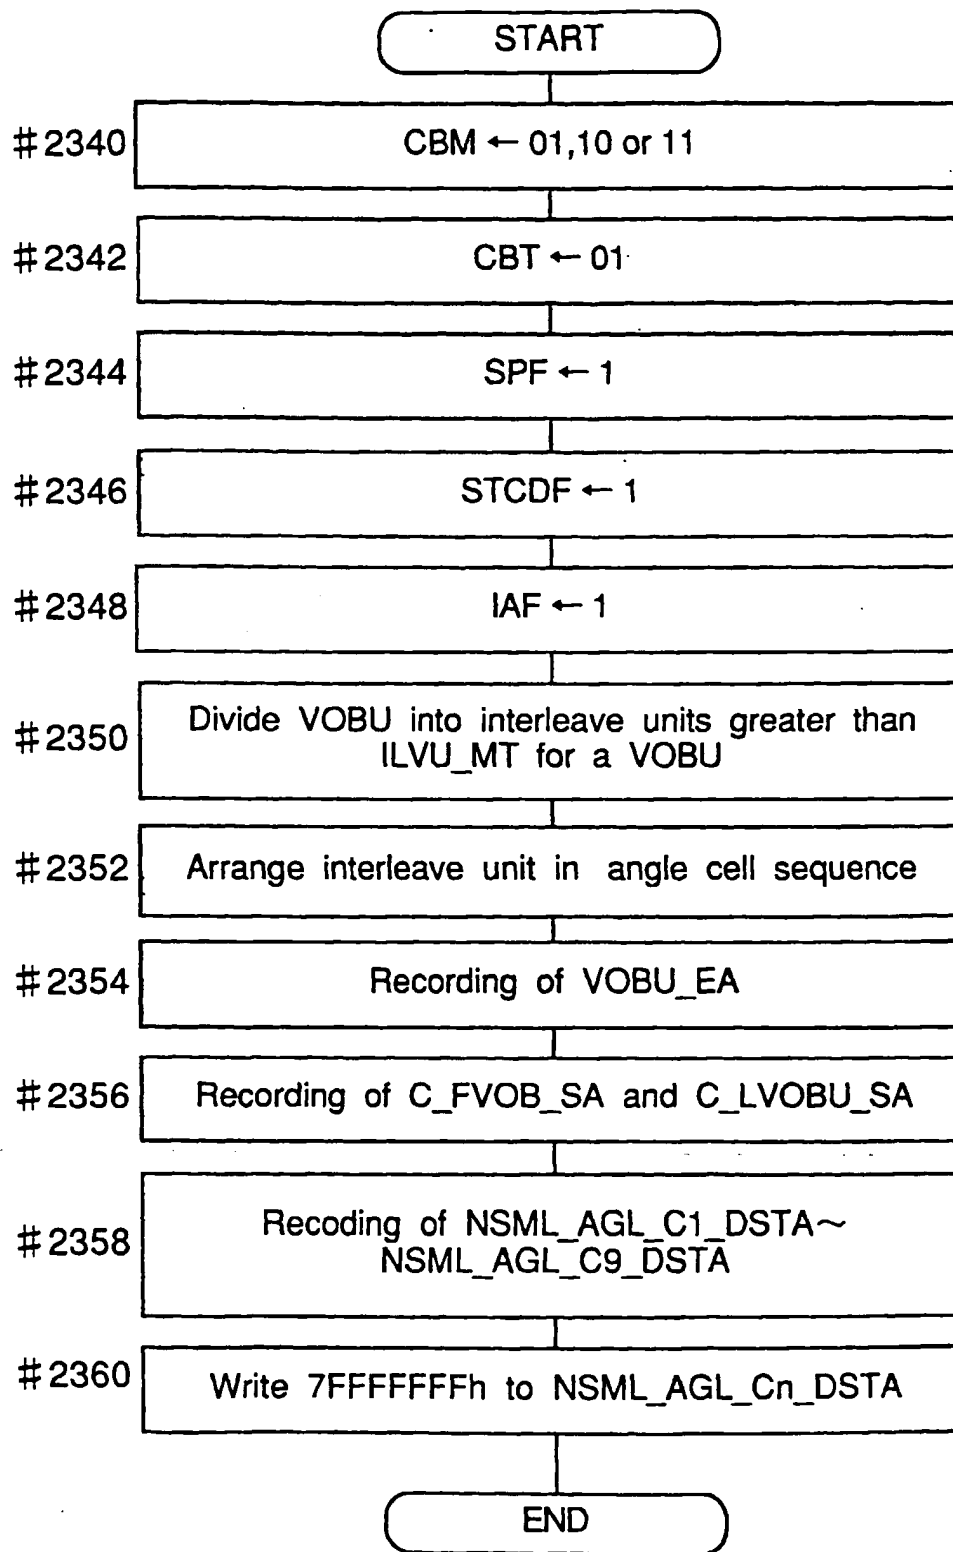 START
#2340 CBM ← 01,10 or 11
#2342 CBT ← 01
#2344 SPF ← 1
#2346 STCDF ← 1
#2348 IAF ← 1
#2350 Divide VOBU into interleave units greater than
ILVU_MT for a VOBU
#2352 Arrange interleave unit in angle cell sequence
#2354 Recording of VOBU_EA
#2356 Recording of C_FVOB_SA and C_LVOBU_SA
#2358 Recoding of NSML_AGL_C1_DSTA~
NSML_AGL_C9_DSTA
#2360 Write 7FFFFFFFh to NSML_AGL_Cn_DSTA
END